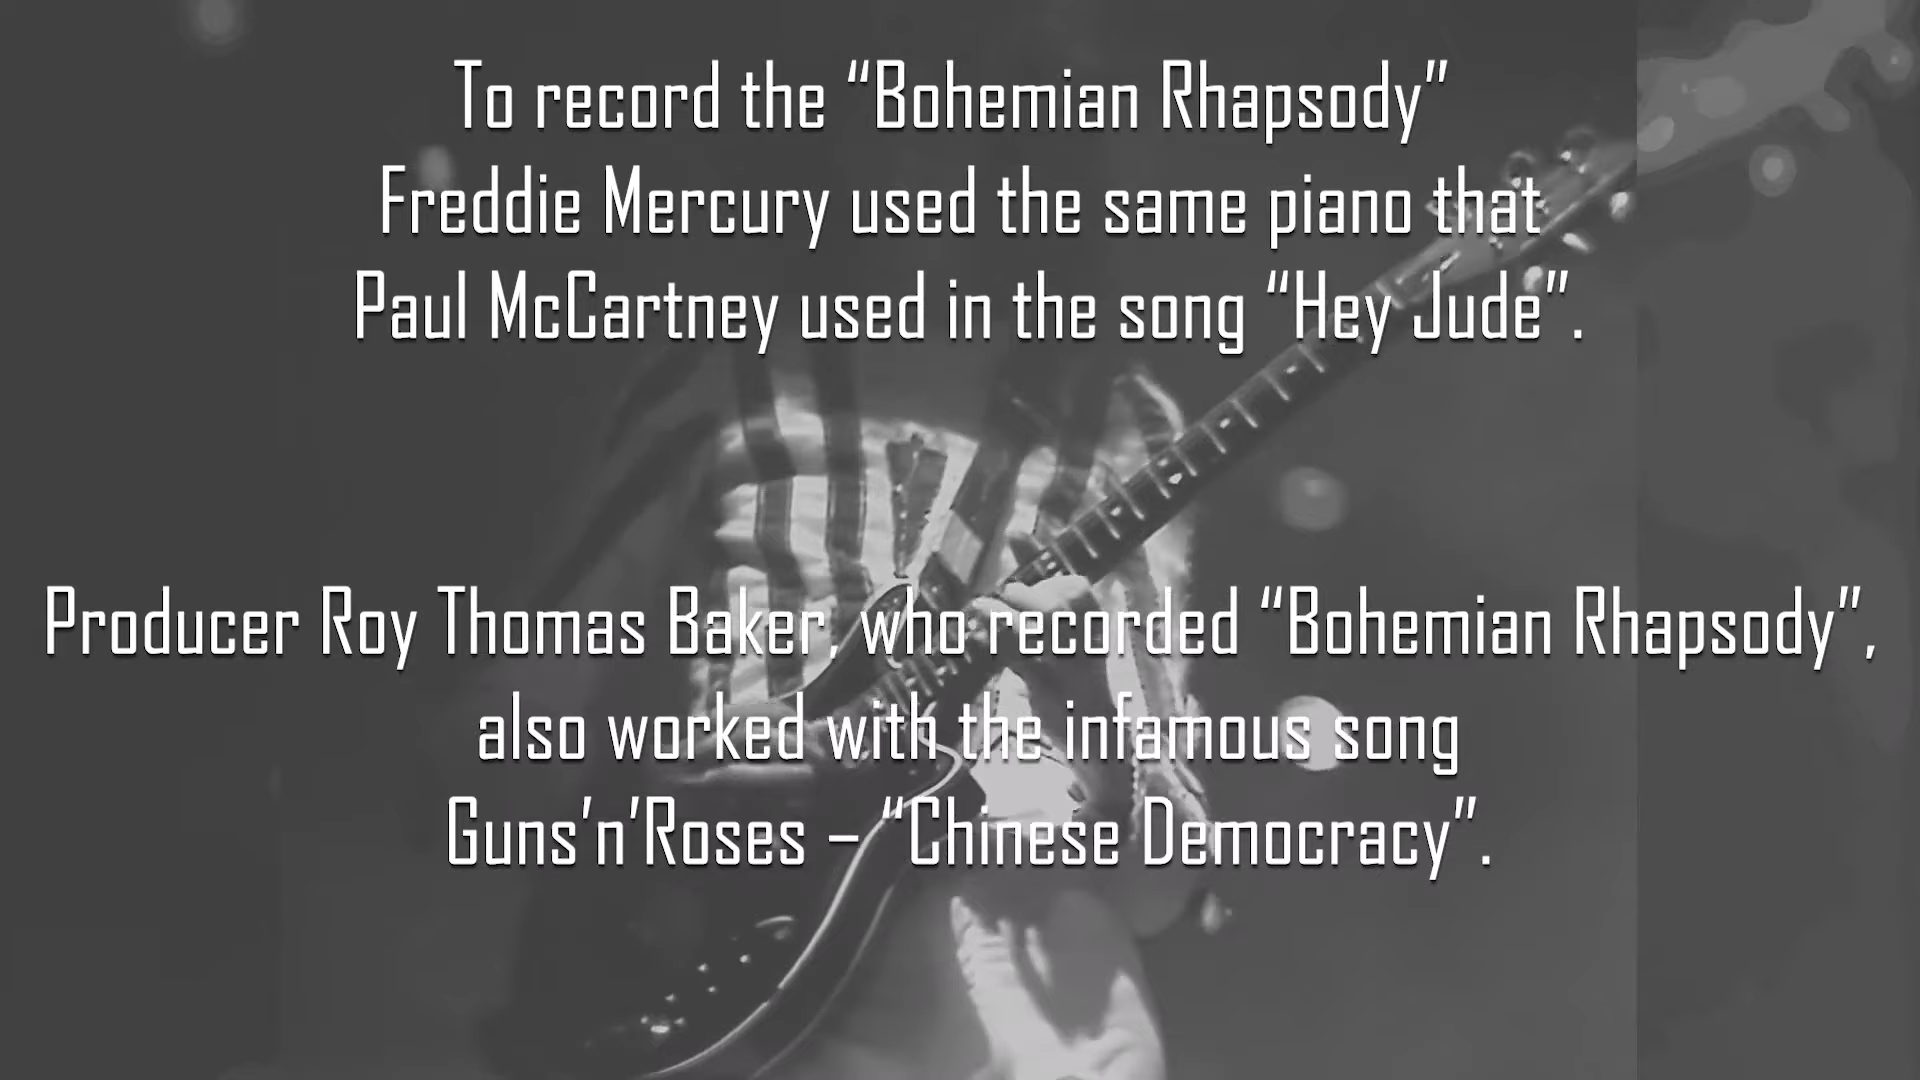 To record the “Bohemian Rhapsody”
Freddie Mercury used the same piano that
Paul McCartney used in the song “Hey Jude”.
Producer Roy Thomas Baker, who recorded “Bohemian Rhapsody”,
also worked with the infamous song
Guns’n’Roses – “Chinese Democracy”.